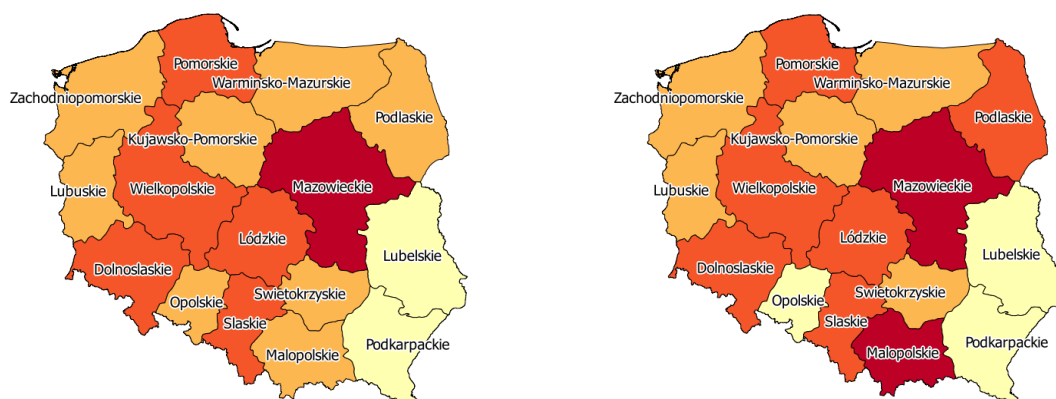 Pomorskie
Warminsko-Mazurskie
Zachodniopomorskie
Podlaskie
Kujawsko-Pomorskie
Lubuskie
Wielkopolskie
Mazowieckie
Lódzkie
Lubelskie
Dolnoslaskie
Opolskie
Swietokrzyskie
Slaskie
Podkarpackie
Malopolskie
Pomorskie
Warminsko-Mazurskie
Zachodniopomorskie
Podlaskie
Kujawsko-Pomorskie
Lubuskie
Wielkopolskie
Mazowieckie
Lódzkie
Lubelskie
Dolnoslaskie
Opolskie
Swietokrzyskie
Slaskie
Podkarpackie
Malopolskie